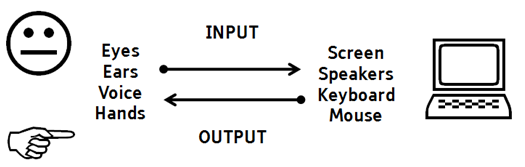 INPUT
Eyes
Ears
Voice
Hands
Screen
Speakers
Keyboard
Mouse
OUTPUT